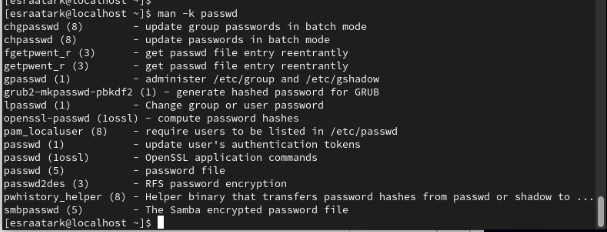 [esraatark@localhost ~]$
[esraatark@localhost ~]$ man -k passwd
chgpasswd (8)        - update group passwords in batch mode
chpasswd (8)         - update passwords in batch mode
fgetpwent_r (3)      - get passwd file entry reentrantly
getpwent_r (3)       - get passwd file entry reentrantly
gpasswd (1)          - administer /etc/group and /etc/gshadow
grub2-mkpasswd-pbkdf2 (1) - generate hashed password for GRUB
lpasswd (1)          - Change group or user password
openssl-passwd (1ossl) - compute password hashes
pam_localuser (8)    - require users to be listed in /etc/passwd
passwd (1)           - update user's authentication tokens
passwd (1ossl)       - OpenSSL application commands
passwd (5)           - password file
passwd2des (3)       - RFS password encryption
pwhistory_helper (8) - Helper binary that transfers password hashes from passwd or shadow to ...
smbpasswd (5)        - The Samba encrypted password file
[esraatark@localhost ~]$